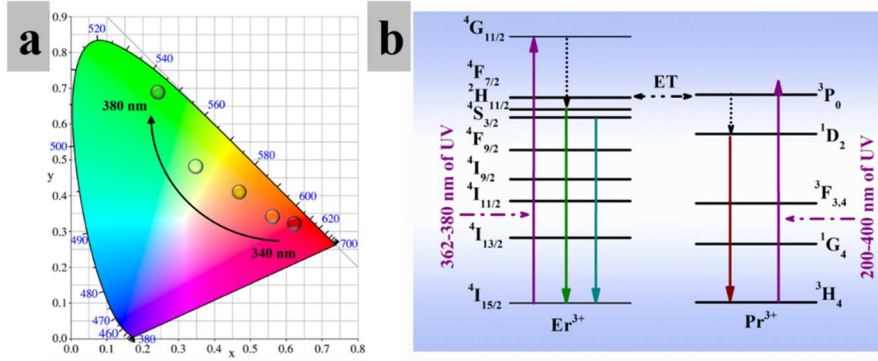 a
0.9
0.8
0.7
0.6
0.5
y
0.4
0.3
0.2
0.1
0.0
0.0 0.1 0.2 0.3 0.4 0.5 0.6 0.7 0.8
x
520
540
560
580
600
620
700
500
490
480
470
460
380
380 nm
340 nm
b
⁴G₁₁/₂
⁴F₇/₂
²H₁₁/₂
⁴S₃/₂
⁴F₉/₂
⁴I₉/₂
⁴I₁₁/₂
⁴I₁₃/₂
⁴I₁₅/₂
362-380 nm of UV
Er³⁺
ET
³P₀
¹D₂
³F₃,₄
¹G₄
³H₄
200-400 nm of UV
Pr³⁺